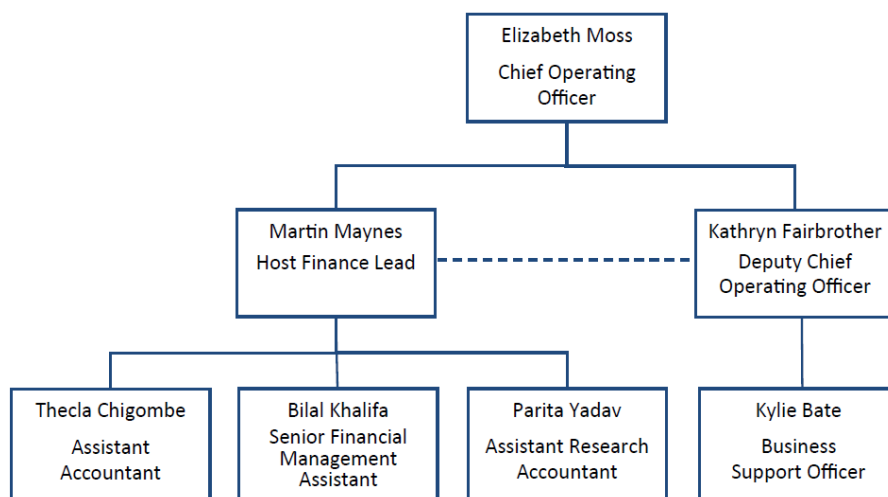 Elizabeth Moss
Chief Operating
Officer
Martin Maynes
Host Finance Lead
Kathryn Fairbrother
Deputy Chief
Operating Officer
Thecla Chigombe
Assistant
Accountant
Bilal Khalifa
Senior Financial
Management
Assistant
Parita Yadav
Assistant Research
Accountant
Kylie Bate
Business
Support Officer